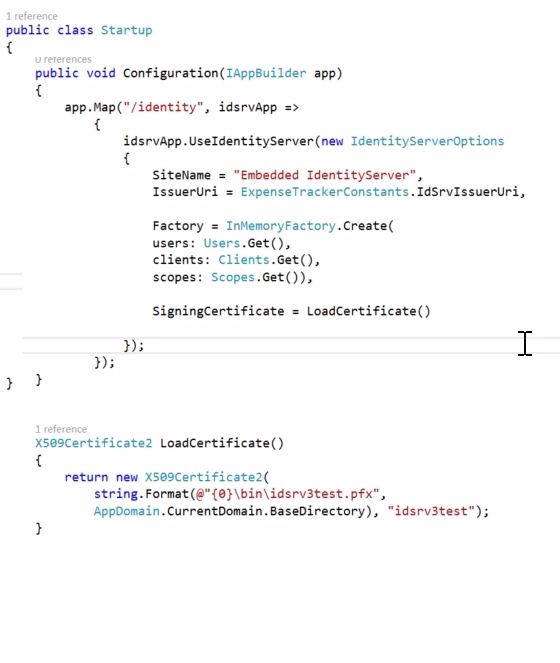 1 reference
public class Startup
{
0 references
public void Configuration(IAppBuilder app)
{
app.Map("/identity", idsrvApp =>
{
idsrvApp.UseIdentityServer(new IdentityServerOptions
{
SiteName = "Embedded IdentityServer",
IssuerUri = ExpenseTrackerConstants.IdSrvIssuerUri,
Factory = InMemoryFactory.Create(
users: Users.Get(),
clients: Clients.Get(),
scopes: Scopes.Get()),
SigningCertificate = LoadCertificate()
});
});
} }
1 reference
X509Certificate2 LoadCertificate()
{
return new X509Certificate2(
string.Format(@"{0}\bin\idsrv3test.pfx",
AppDomain.CurrentDomain.BaseDirectory), "idsrv3test");
}